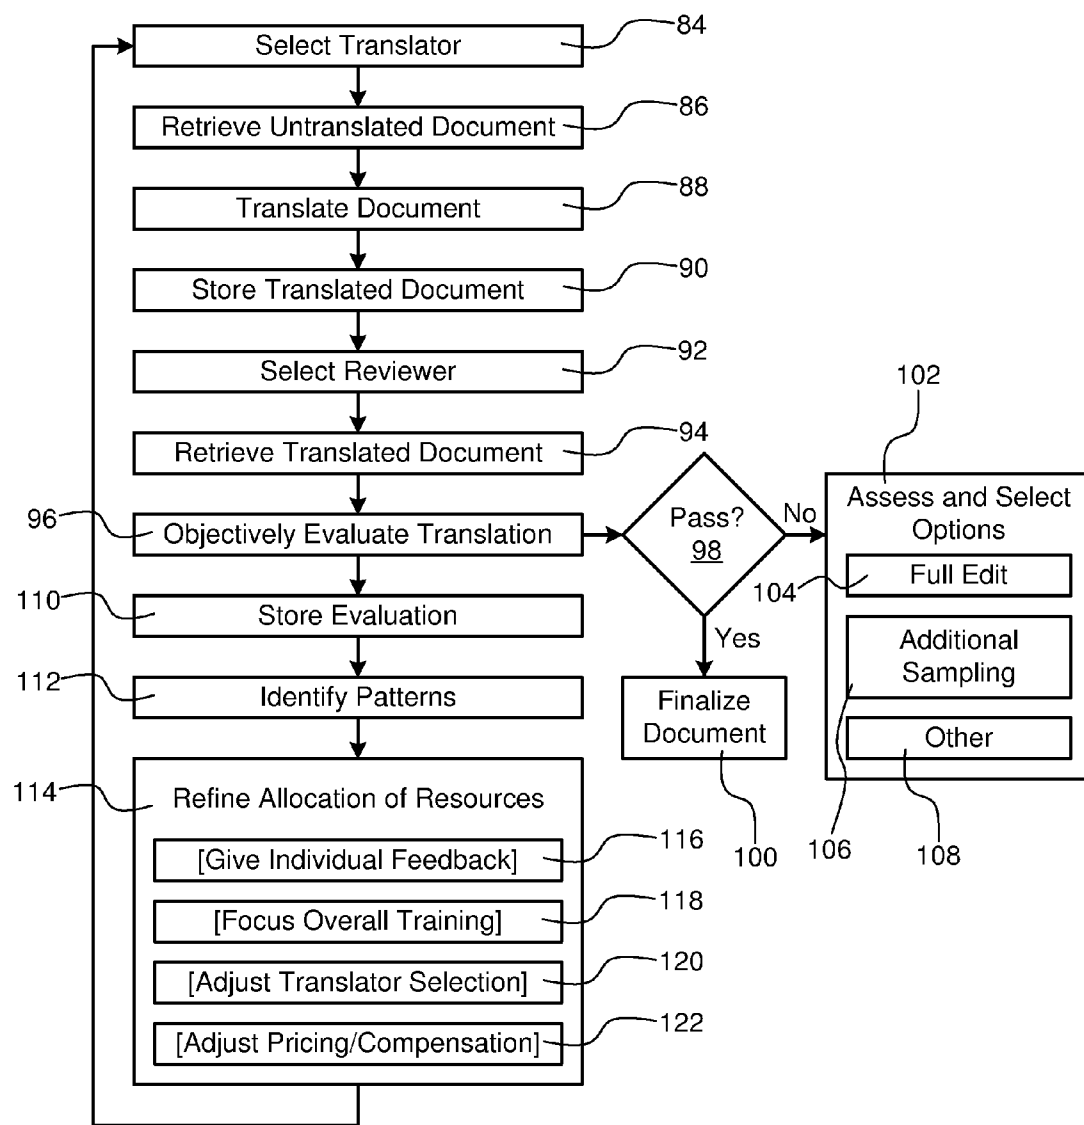 Select Translator
84
Retrieve Untranslated Document
86
Translate Document
88
Store Translated Document
90
Select Reviewer
92
Retrieve Translated Document
94
96
Objectively Evaluate Translation
Pass?
98
No
Yes
Finalize
Document
100
102
Assess and Select
Options
104
Full Edit
Additional
Sampling
106
Other
108
110
Store Evaluation
112
Identify Patterns
114
Refine Allocation of Resources
[Give Individual Feedback]
116
[Focus Overall Training]
118
[Adjust Translator Selection]
120
[Adjust Pricing/Compensation]
122